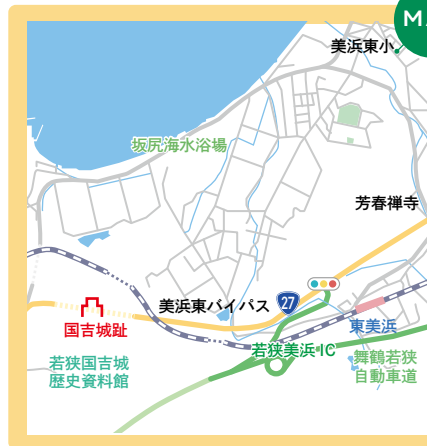 M
美浜東小
坂尻海水浴場
芳春禅寺
美浜東バイパス
27
国吉城趾
東美浜
若狭美浜IC
若狭国吉城
歴史資料館
舞鶴若狭
自動車道